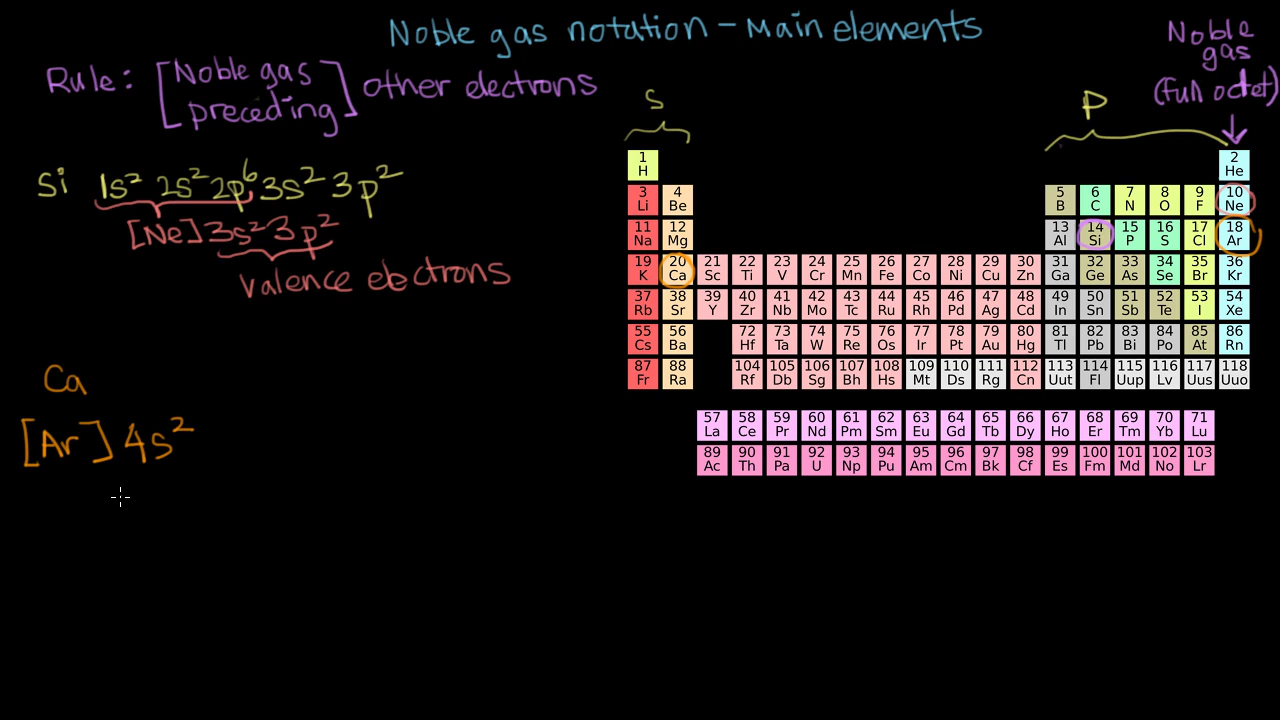 Noble gas notation - Main elements
Rule: [Noble gas preceding] other electrons
Noble gas (full octet)
s
p
Si 1s² 2s² 2p⁶ 3s² 3p²
[Ne] 3s² 3p²
valence electrons
Ca
[Ar] 4s²
1 H 2 He
3 Li 4 Be 5 B 6 C 7 N 8 O 9 F 10 Ne
11 Na 12 Mg 13 Al 14 Si 15 P 16 S 17 Cl 18 Ar
19 K 20 Ca 21 Sc 22 Ti 23 V 24 Cr 25 Mn 26 Fe 27 Co 28 Ni 29 Cu 30 Zn 31 Ga 32 Ge 33 As 34 Se 35 Br 36 Kr
37 Rb 38 Sr 39 Y 40 Zr 41 Nb 42 Mo 43 Tc 44 Ru 45 Rh 46 Pd 47 Ag 48 Cd 49 In 50 Sn 51 Sb 52 Te 53 I 54 Xe
55 Cs 56 Ba 72 Hf 73 Ta 74 W 75 Re 76 Os 77 Ir 78 Pt 79 Au 80 Hg 81 Tl 82 Pb 83 Bi 84 Po 85 At 86 Rn
87 Fr 88 Ra 104 Rf 105 Db 106 Sg 107 Bh 108 Hs 109 Mt 110 Ds 111 Rg 112 Cn 113 Uut 114 Fl 115 Uup 116 Lv 117 Uus 118 Uuo
57 La 58 Ce 59 Pr 60 Nd 61 Pm 62 Sm 63 Eu 64 Gd 65 Tb 66 Dy 67 Ho 68 Er 69 Tm 70 Yb 71 Lu
89 Ac 90 Th 91 Pa 92 U 93 Np 94 Pu 95 Am 96 Cm 97 Bk 98 Cf 99 Es 100 Fm 101 Md 102 No 103 Lr